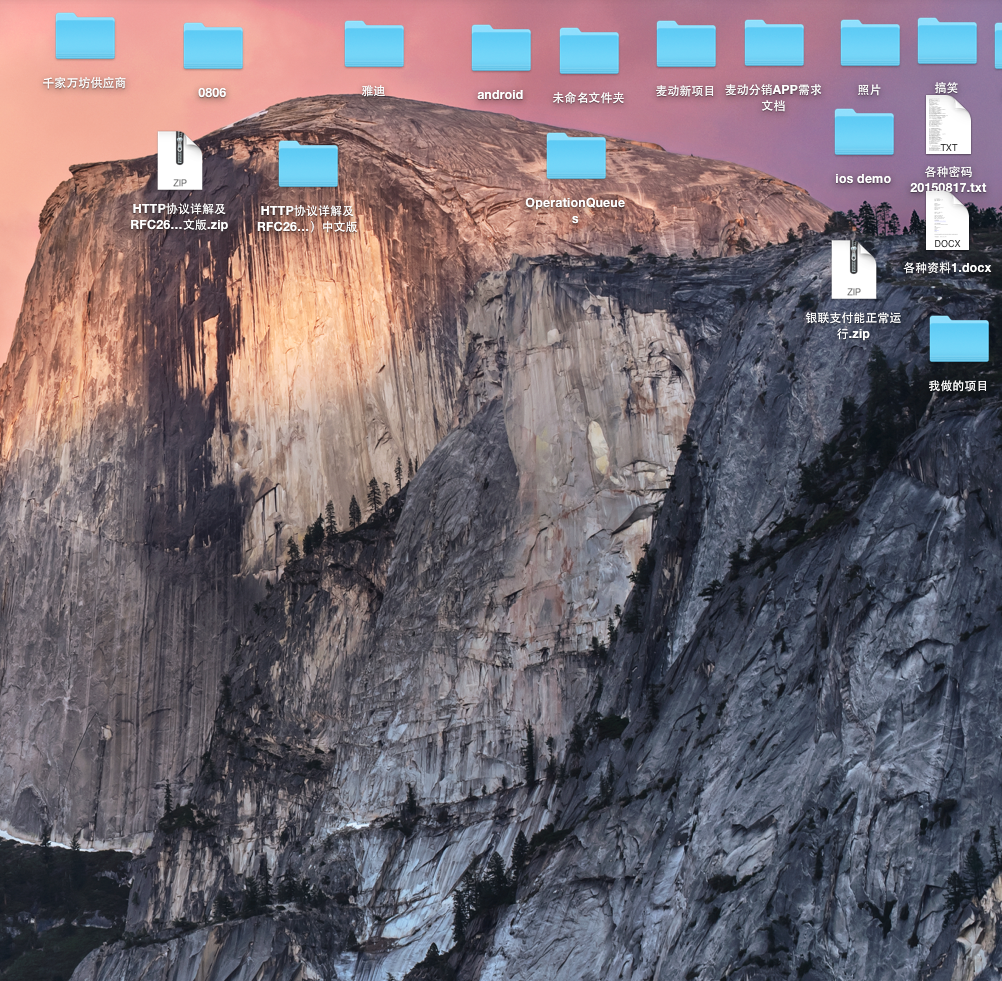 千家万坊供应商
0806
雅迪
android
未命名文件夹
麦动新项目
麦动分销APP需求
文档
照片
搞笑
ZIP
HTTP协议详解及
RFC26...文版.zip
HTTP协议详解及
RFC26...）中文版
OperationQueue
s
ios demo
TXT
各种密码
20150817.txt
DOCX
各种资料1.docx
ZIP
银联支付能正常运
行.zip
我做的项目